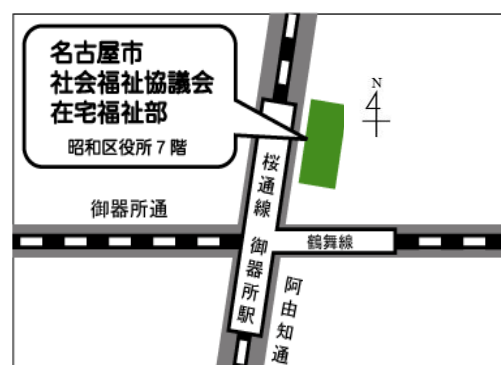 名古屋市
社会福祉協議会
在宅福祉部
昭和区役所7階
N
桜通線
御器所通
鶴舞線
御器所駅
阿由知通